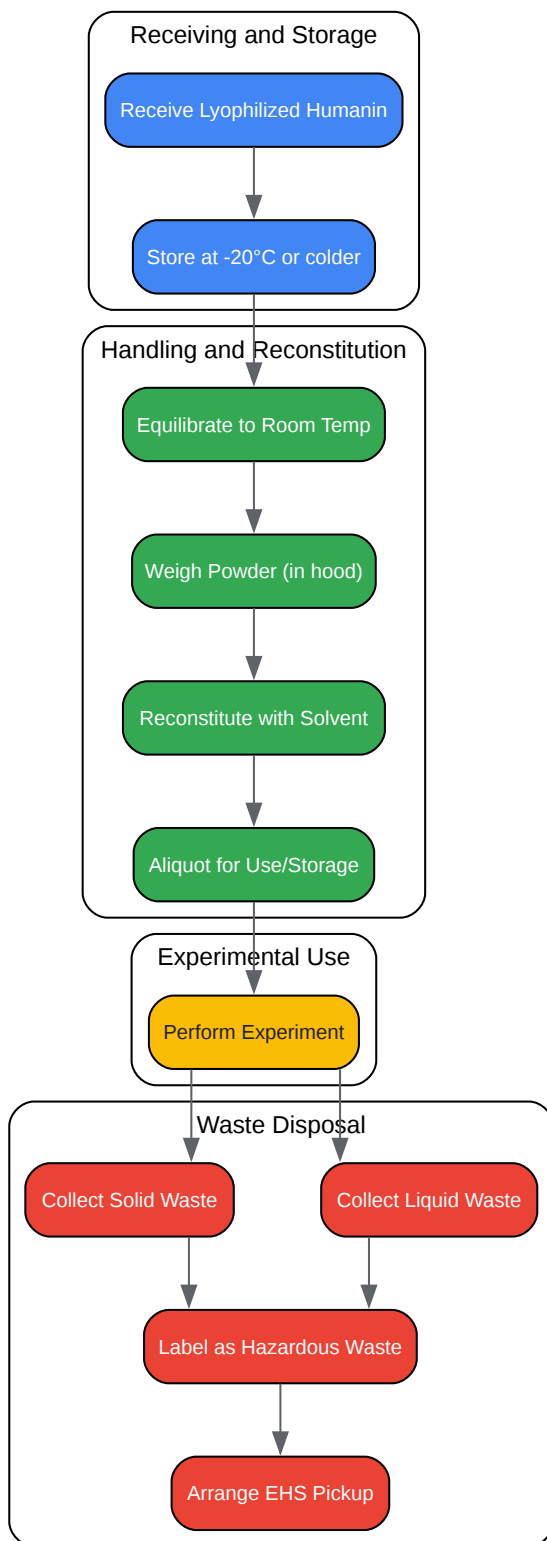 Receiving and Storage
Receive Lyophilized Humanin
Store at -20°C or colder
Handling and Reconstitution
Equilibrate to Room Temp
Weigh Powder (in hood)
Reconstitute with Solvent
Aliquot for Use/Storage
Experimental Use
Perform Experiment
Waste Disposal
Collect Solid Waste
Collect Liquid Waste
Label as Hazardous Waste
Arrange EHS Pickup